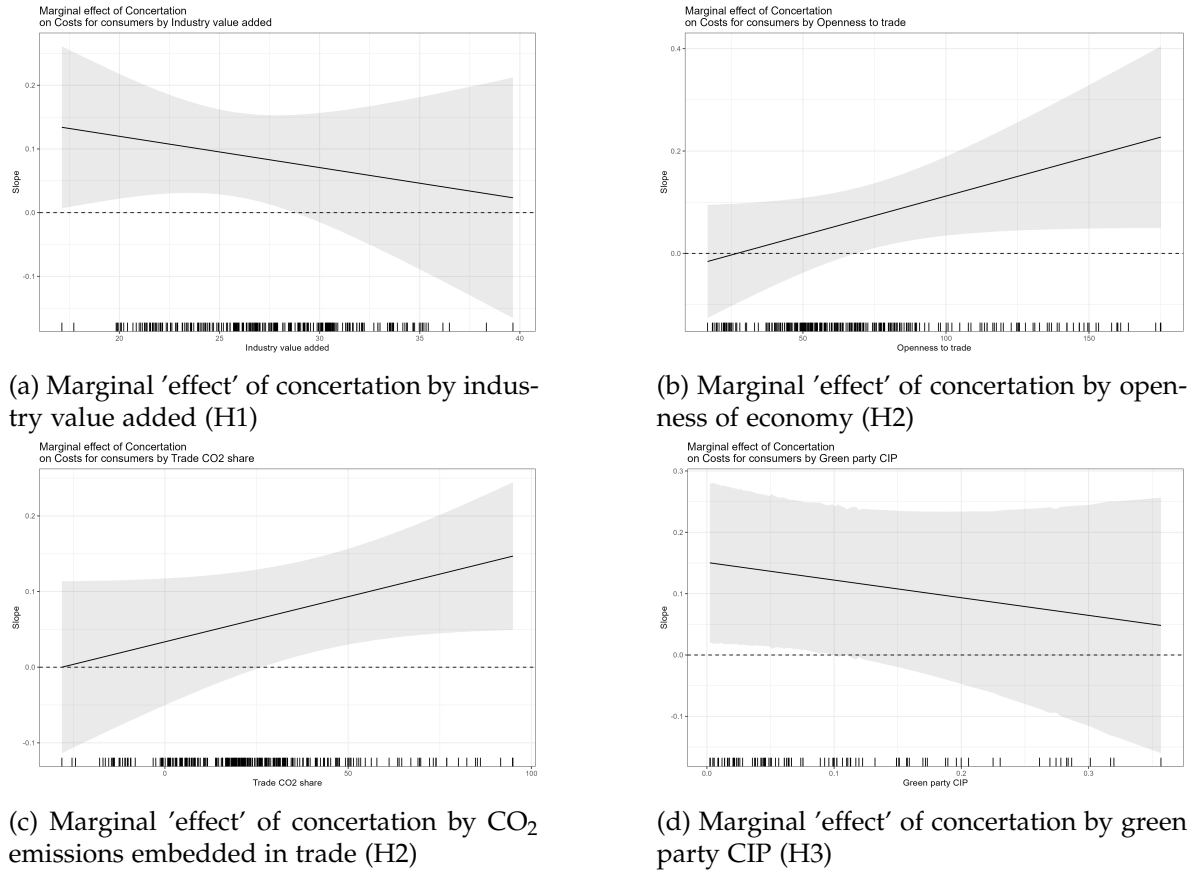 Marginal effect of Concertation
on Costs for consumers by Industry value added
0.2
0.1
0.0
-0.1
Slope
20 25 30 35 40
Industry value added
(a) Marginal ’effect’ of concertation by indus-
try value added (H1)
Marginal effect of Concertation
on Costs for consumers by Openness to trade
0.4
0.2
0.0
Slope
50 100 150
Openness to trade
(b) Marginal ’effect’ of concertation by open-
ness of economy (H2)
Marginal effect of Concertation
on Costs for consumers by Trade CO2 share
0.2
0.1
0.0
-0.1
Slope
0 50 100
Trade CO2 share
(c) Marginal ’effect’ of concertation by CO2
emissions embedded in trade (H2)
Marginal effect of Concertation
on Costs for consumers by Green party CIP
0.3
0.2
0.1
0.0
-0.1
Slope
0.0 0.1 0.2 0.3
Green party CIP
(d) Marginal ’effect’ of concertation by green
party CIP (H3)